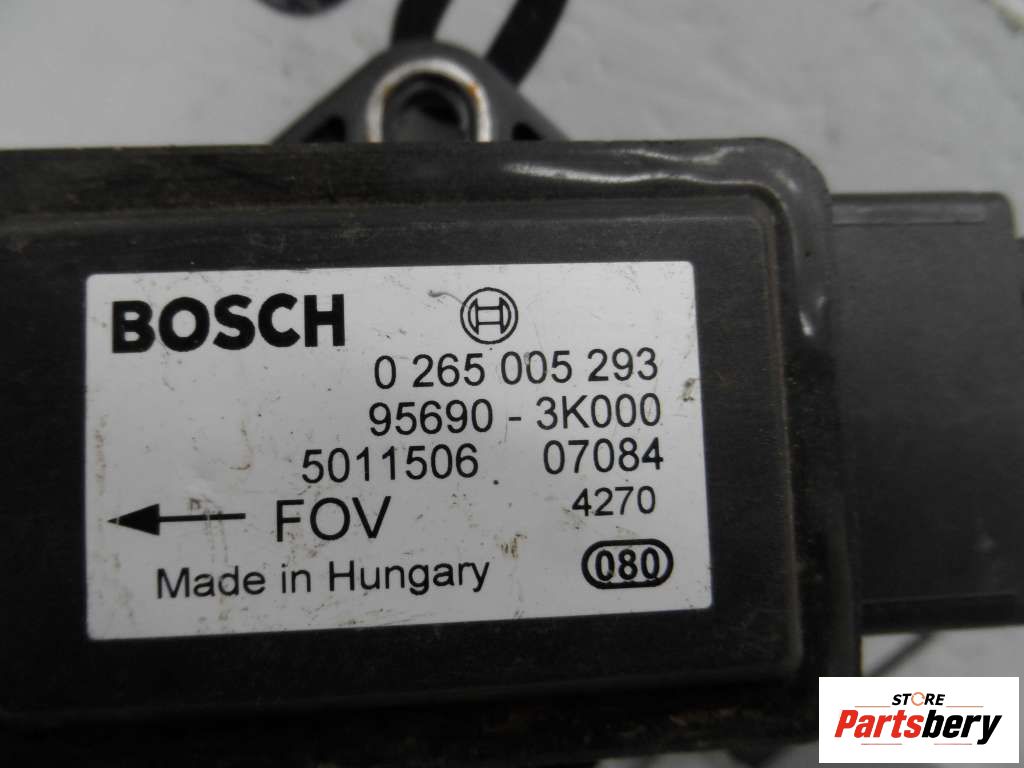 BOSCH
0 265 005 293
95690 - 3K000
5011506 07084
4270
FOV
Made in Hungary
080
STORE
Partsbery